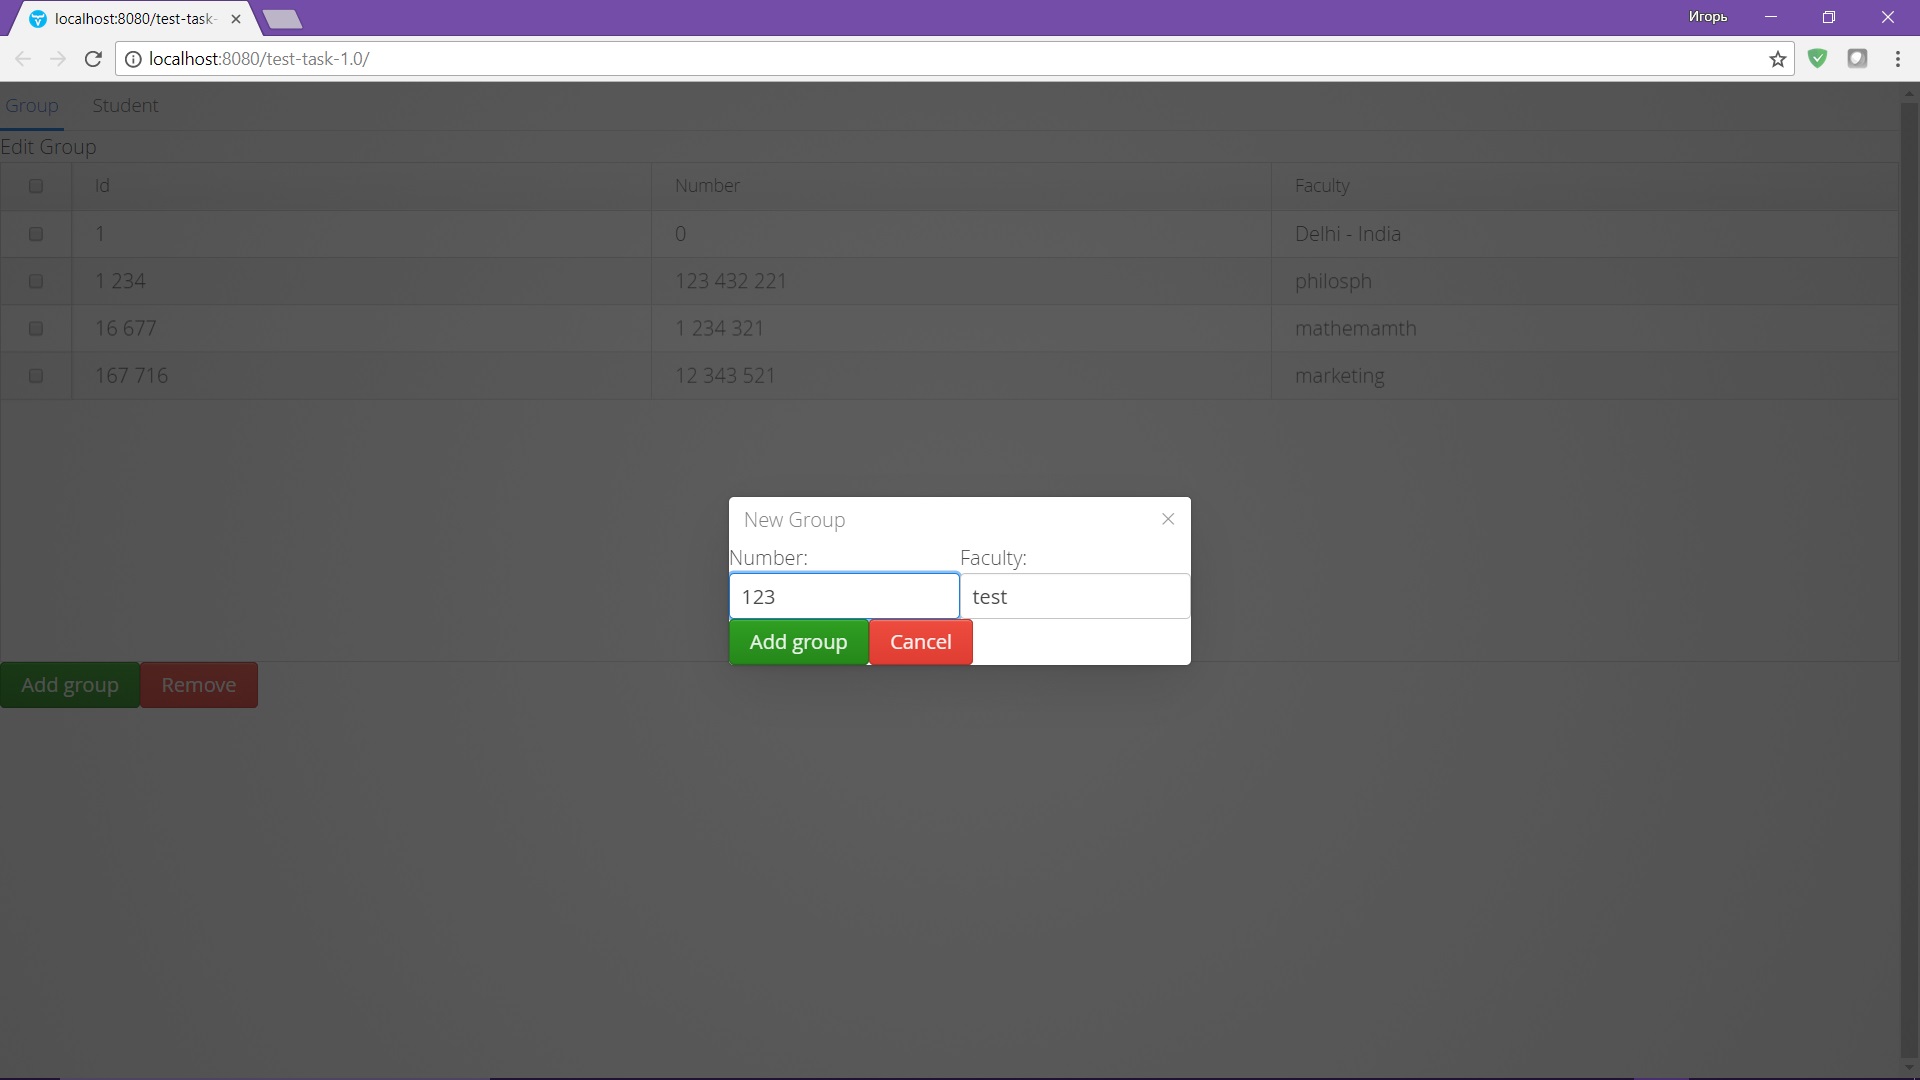 localhost:8080/test-task-
Игорь
localhost:8080/test-task-1.0/
Group Student
Edit Group
Id Number Faculty
1 0 Delhi - India
1 234 123 432 221 philosph
16 677 1 234 321 mathemamth
167 716 12 343 521 marketing
New Group
Number: Faculty:
123 test
Add group Cancel
Add group Remove